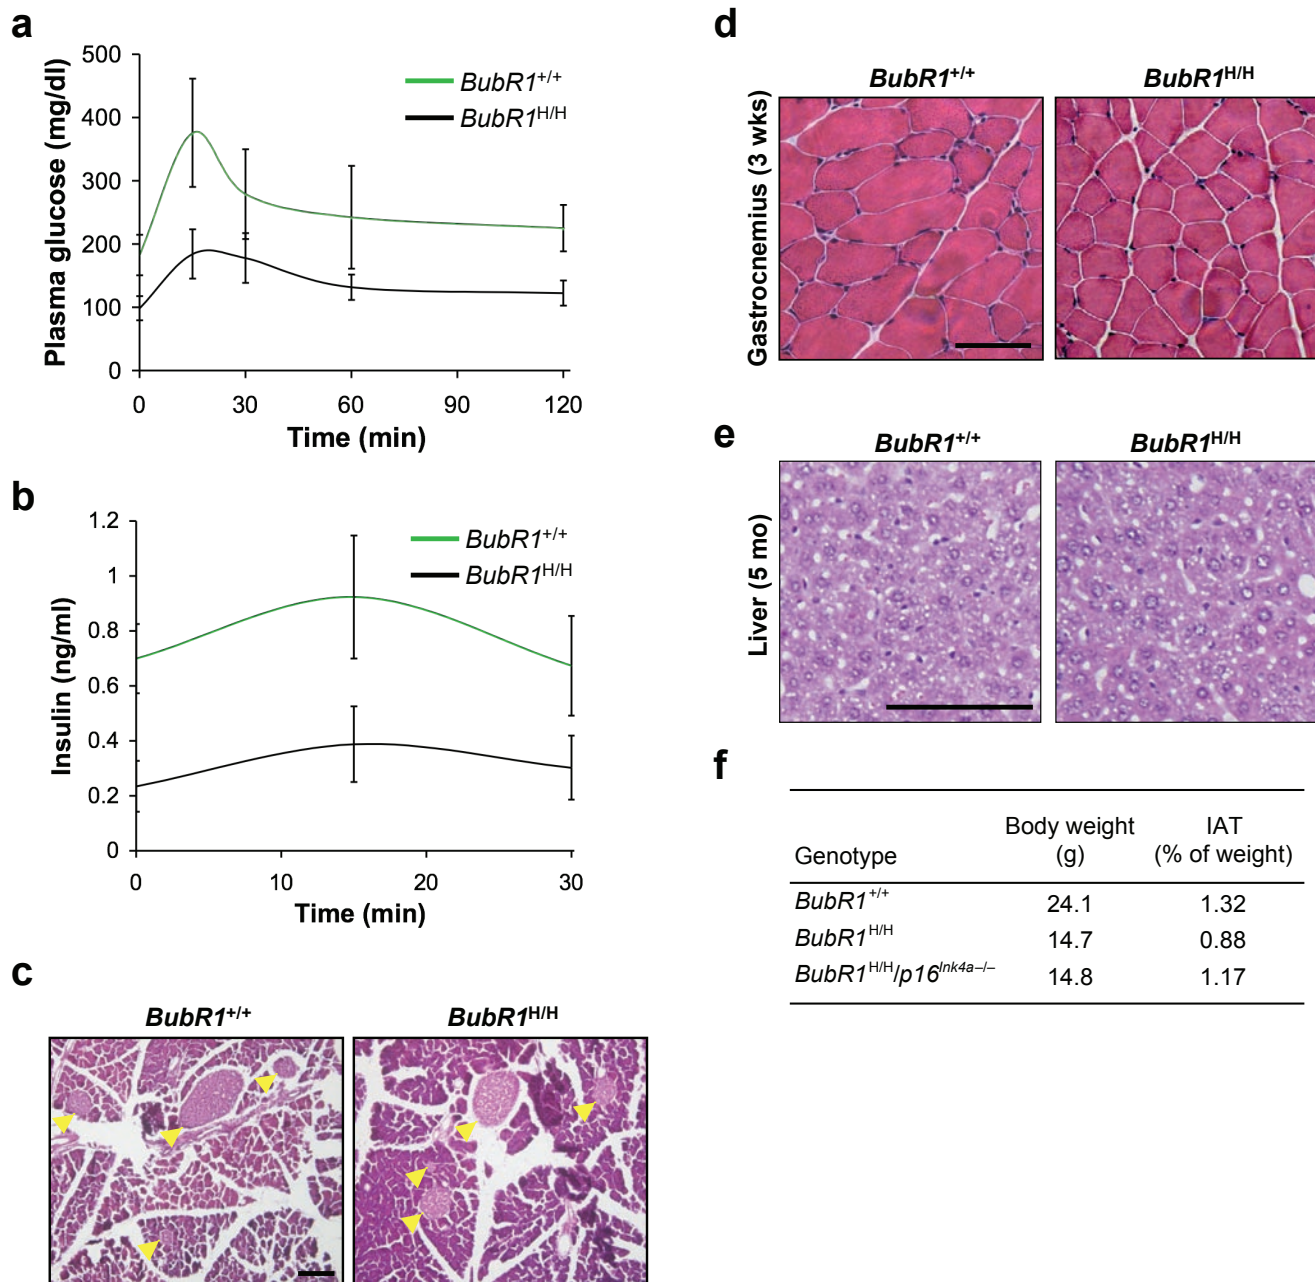 a
Plasma glucose (mg/dl)
500
400
300
200
100
0
0 30 60 90 120
Time (min)
BubR1+/+
BubR1H/H
b
Insulin (ng/ml)
1.2
1
0.8
0.6
0.4
0.2
0
0 10 20 30
Time (min)
BubR1+/+
BubR1H/H
c
BubR1+/+ BubR1H/H
d
BubR1+/+ BubR1H/H
Gastrocnemius (3 wks)
e
BubR1+/+ BubR1H/H
Liver (5 mo)
f
Genotype Body weight (g) IAT (% of weight)
BubR1+/+ 24.1 1.32
BubR1H/H 14.7 0.88
BubR1H/H/p16Ink4a–/– 14.8 1.17